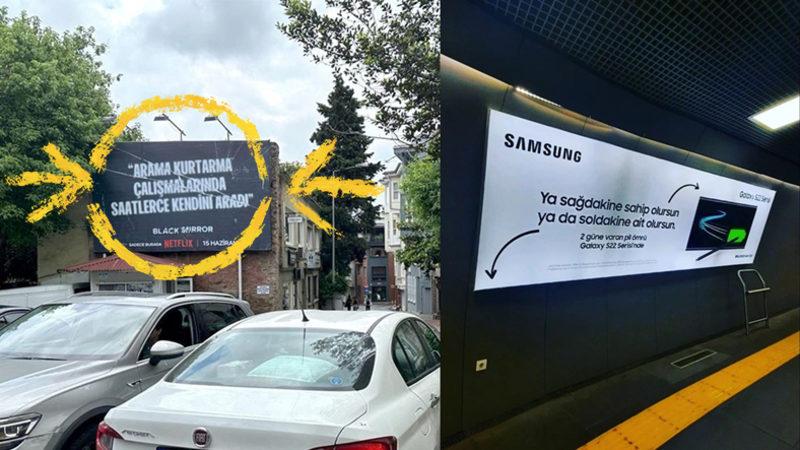 "ARAMA KURTARMA
ÇALIŞMALARINDA
SAATLERCE KENDİNİ ARADI"
BLACK MIRROR
SADECE BURADA NETFLIX | 15 HAZİRAN
FIAT
SAMSUNG
Galaxy S22 Serisi
Ya sağdakine sahip olursun
ya da soldakine ait olursun.
2 güne varan pil ömrü
Galaxy S22 Serisi'nde